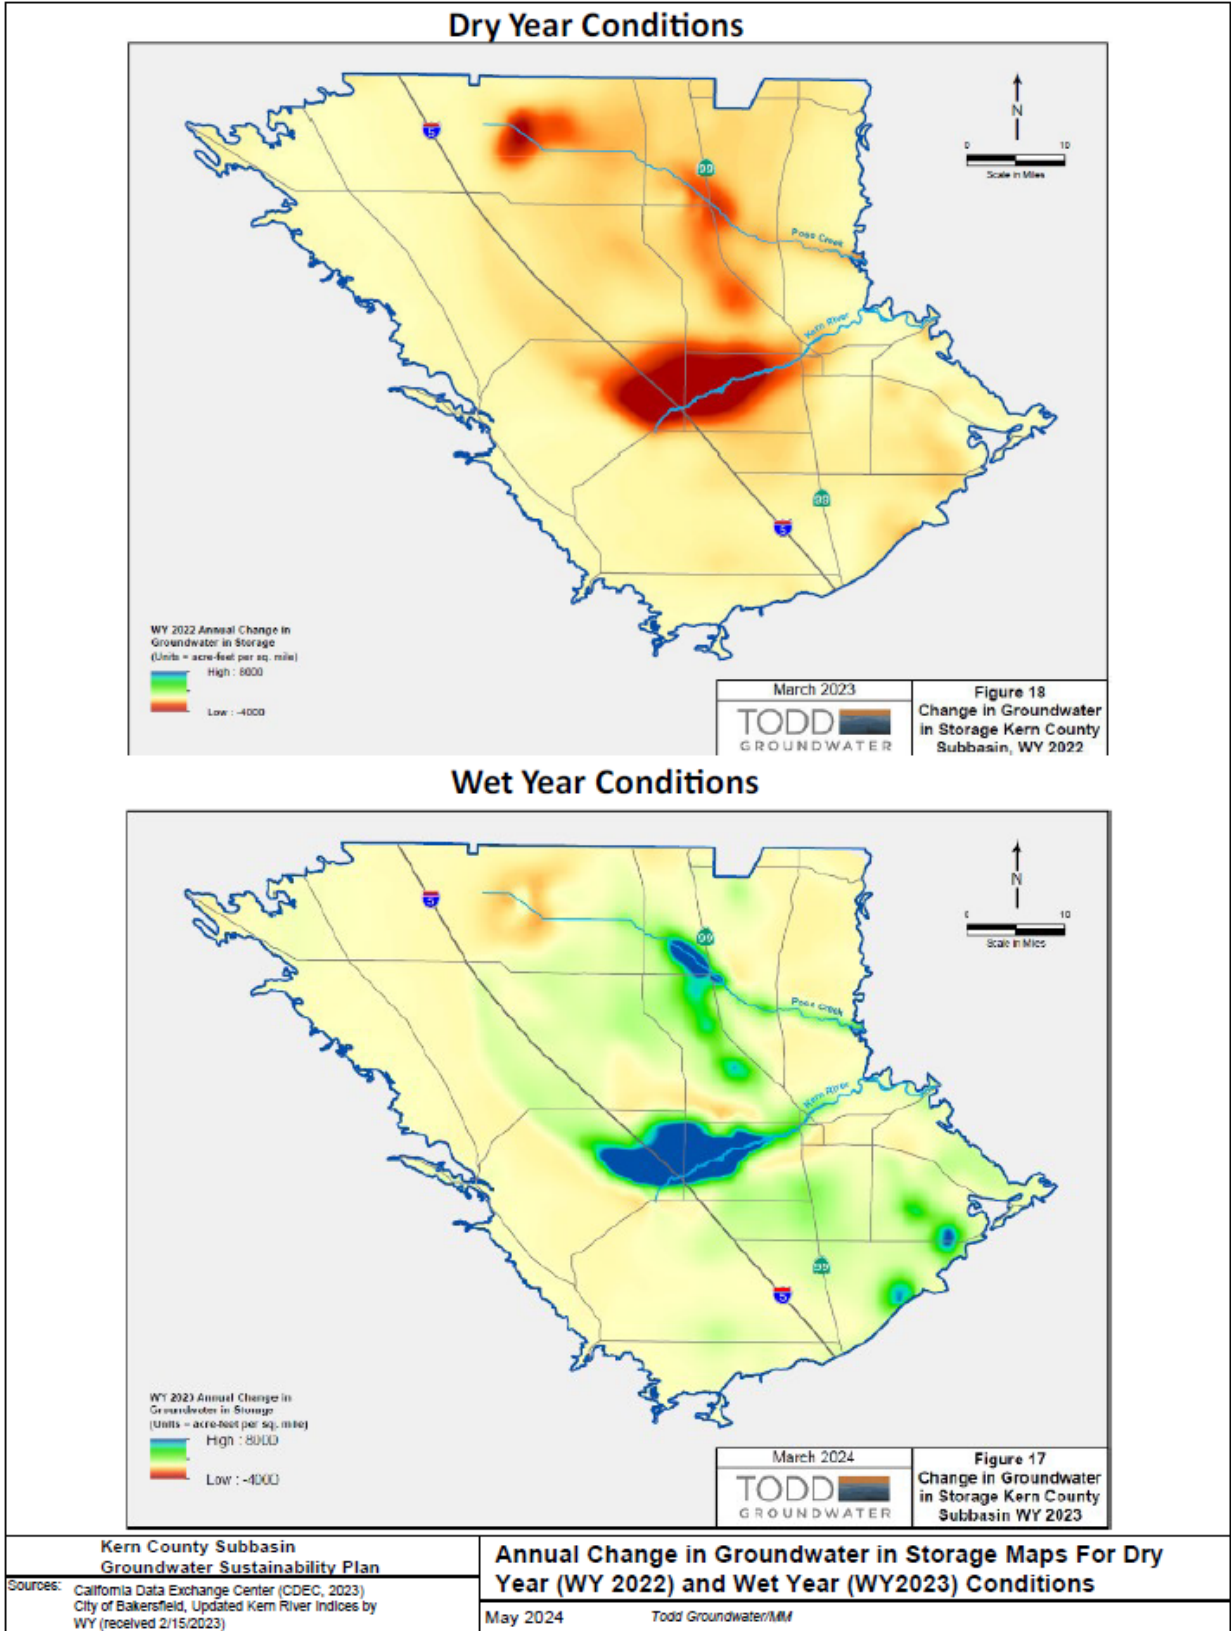 Dry Year Conditions
5
N
99
0 10
Scale in Miles
Poso Creek
Kern River
99
5
WY 2022 Annual Change in
Groundwater in Storage
(Units = acre-feet per sq. mile)
High : 8000
Low : -4000
March 2023
TODD
GROUNDWATER
Figure 18
Change in Groundwater
in Storage Kern County
Subbasin, WY 2022
Wet Year Conditions
5
N
99
0 10
Scale in Miles
Poso Creek
Kern River
99
5
WY 2023 Annual Change in
Groundwater in Storage
(Units = acre-feet per sq. mile)
High : 8000
Low : -4000
March 2024
TODD
GROUNDWATER
Figure 17
Change in Groundwater
in Storage Kern County
Subbasin WY 2023
Kern County Subbasin
Groundwater Sustainability Plan
Sources: California Data Exchange Center (CDEC, 2023)
City of Bakersfield, Updated Kern River Indices by
WY (received 2/15/2023)
Annual Change in Groundwater in Storage Maps For Dry
Year (WY 2022) and Wet Year (WY2023) Conditions
May 2024 Todd Groundwater/MM